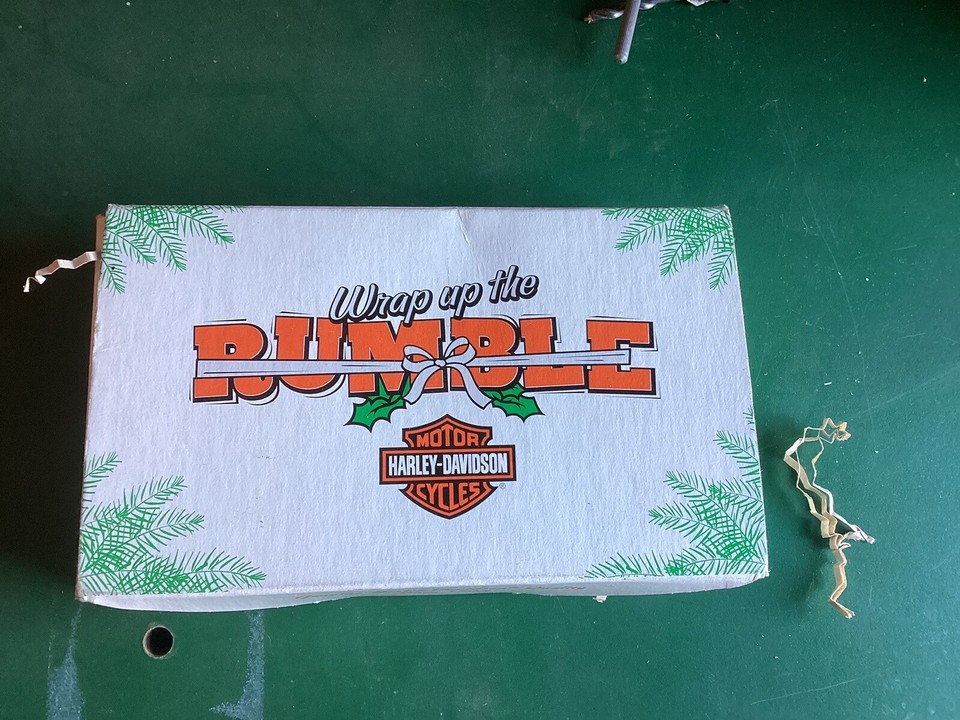 Wrap up the
RUMBLE
MOTOR
HARLEY-DAVIDSON
CYCLES
®